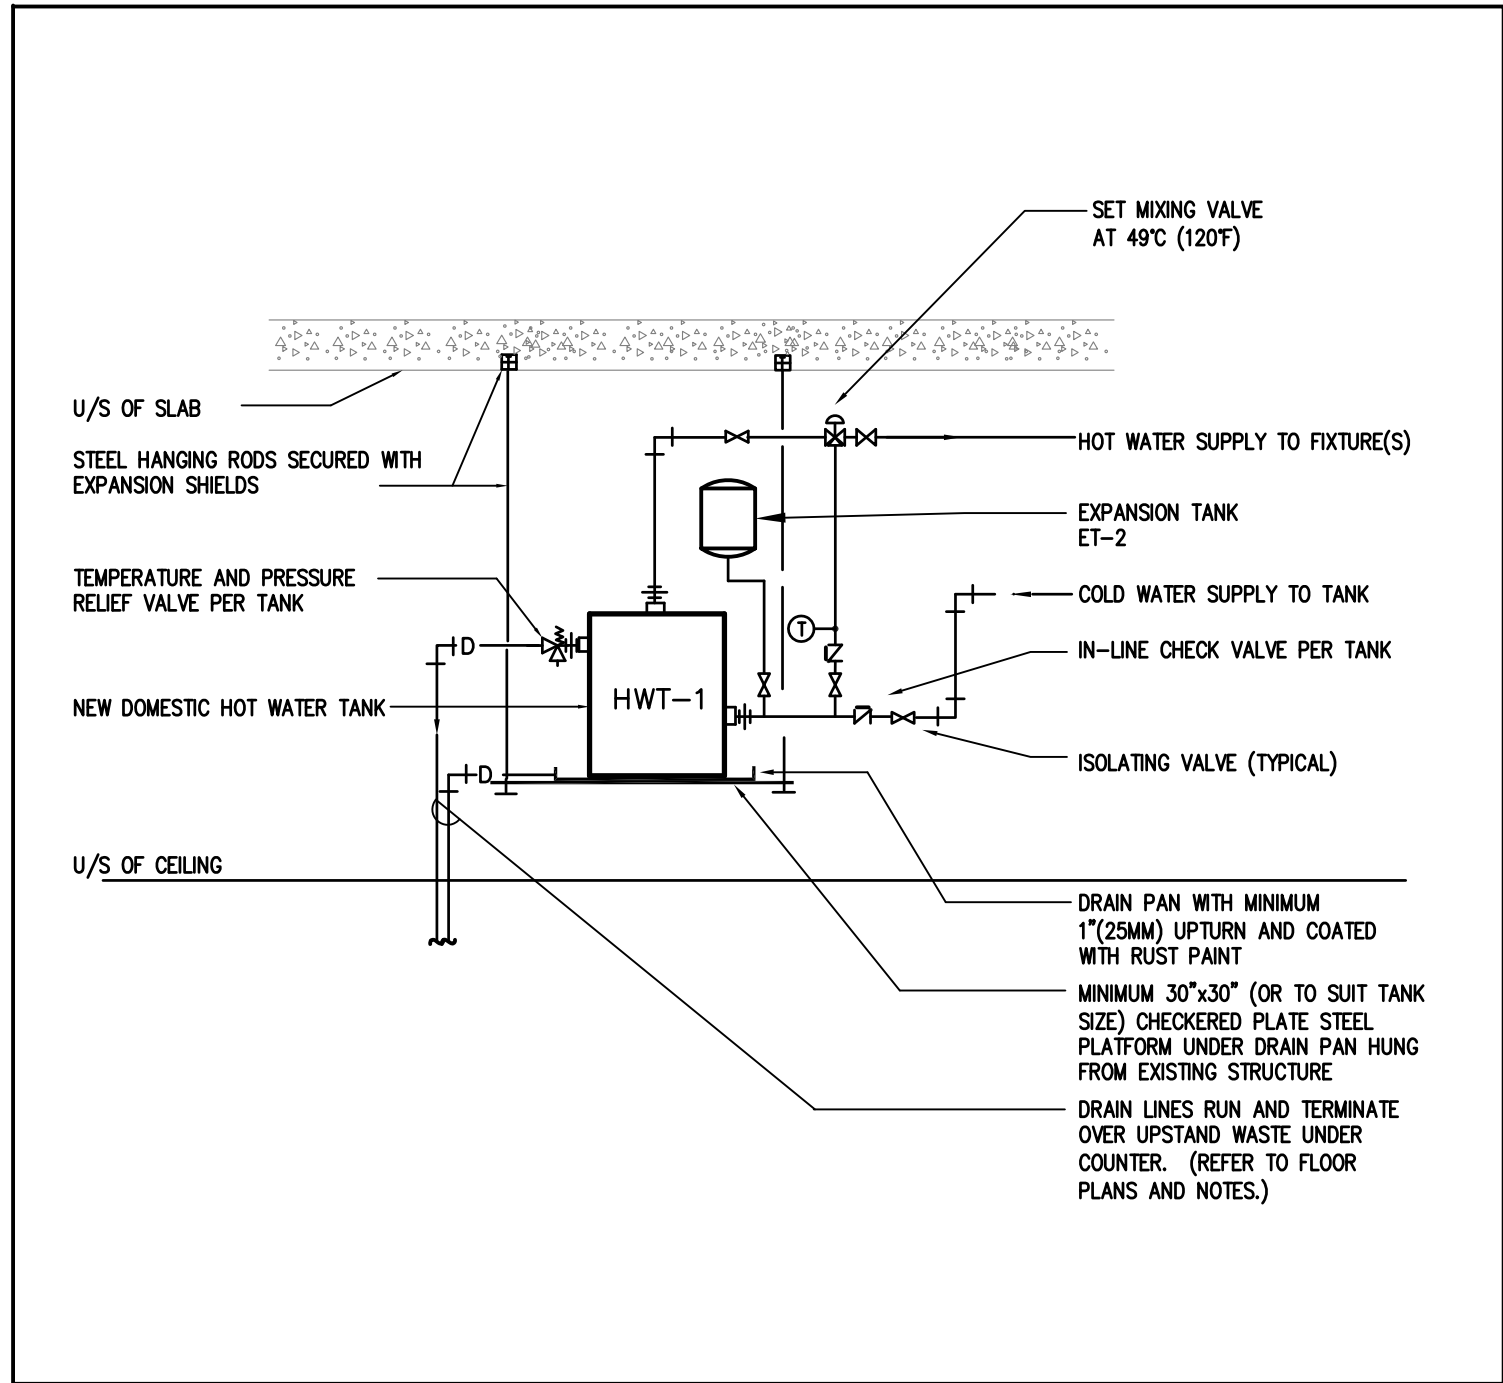 SET MIXING VALVE
AT 49°C (120°F)
U/S OF SLAB
STEEL HANGING RODS SECURED WITH
EXPANSION SHIELDS
HOT WATER SUPPLY TO FIXTURE(S)
EXPANSION TANK
ET-2
TEMPERATURE AND PRESSURE
RELIEF VALVE PER TANK
COLD WATER SUPPLY TO TANK
T
D
IN-LINE CHECK VALVE PER TANK
NEW DOMESTIC HOT WATER TANK
HWT-1
ISOLATING VALVE (TYPICAL)
D
U/S OF CEILING
DRAIN PAN WITH MINIMUM
1"(25MM) UPTURN AND COATED
WITH RUST PAINT
MINIMUM 30"x30" (OR TO SUIT TANK
SIZE) CHECKERED PLATE STEEL
PLATFORM UNDER DRAIN PAN HUNG
FROM EXISTING STRUCTURE
DRAIN LINES RUN AND TERMINATE
OVER UPSTAND WASTE UNDER
COUNTER. (REFER TO FLOOR
PLANS AND NOTES.)